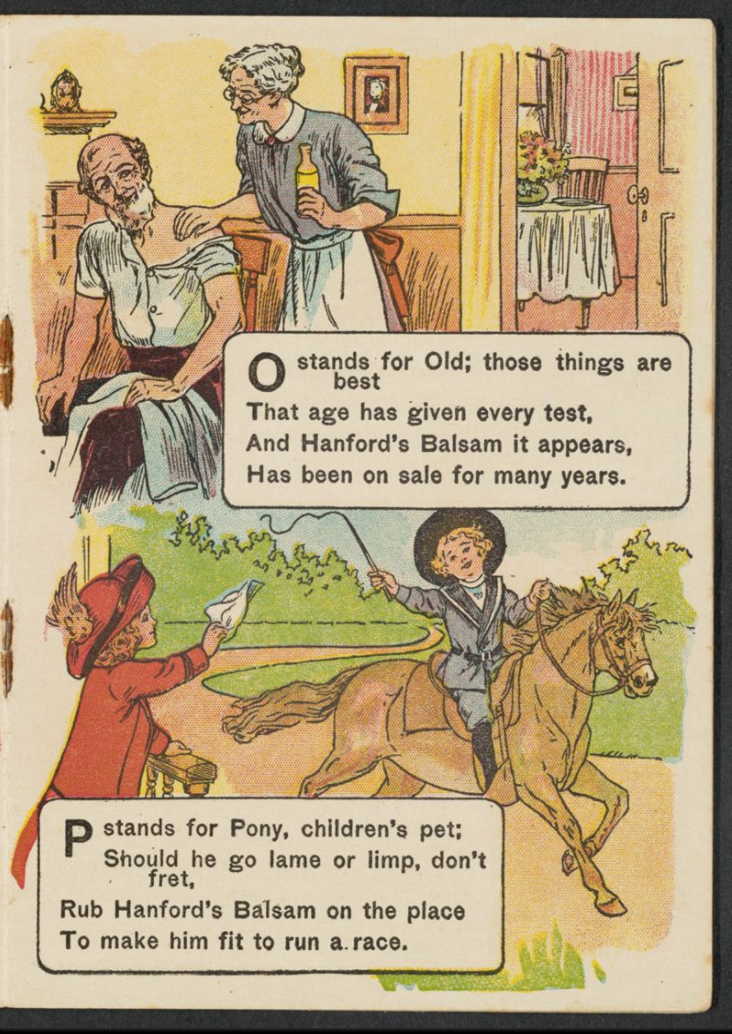 O stands for Old; those things are
best
That age has given every test,
And Hanford's Balsam it appears,
Has been on sale for many years.
P stands for Pony, children's pet;
Should he go lame or limp, don't
fret,
Rub Hanford's Balsam on the place
To make him fit to run a race.